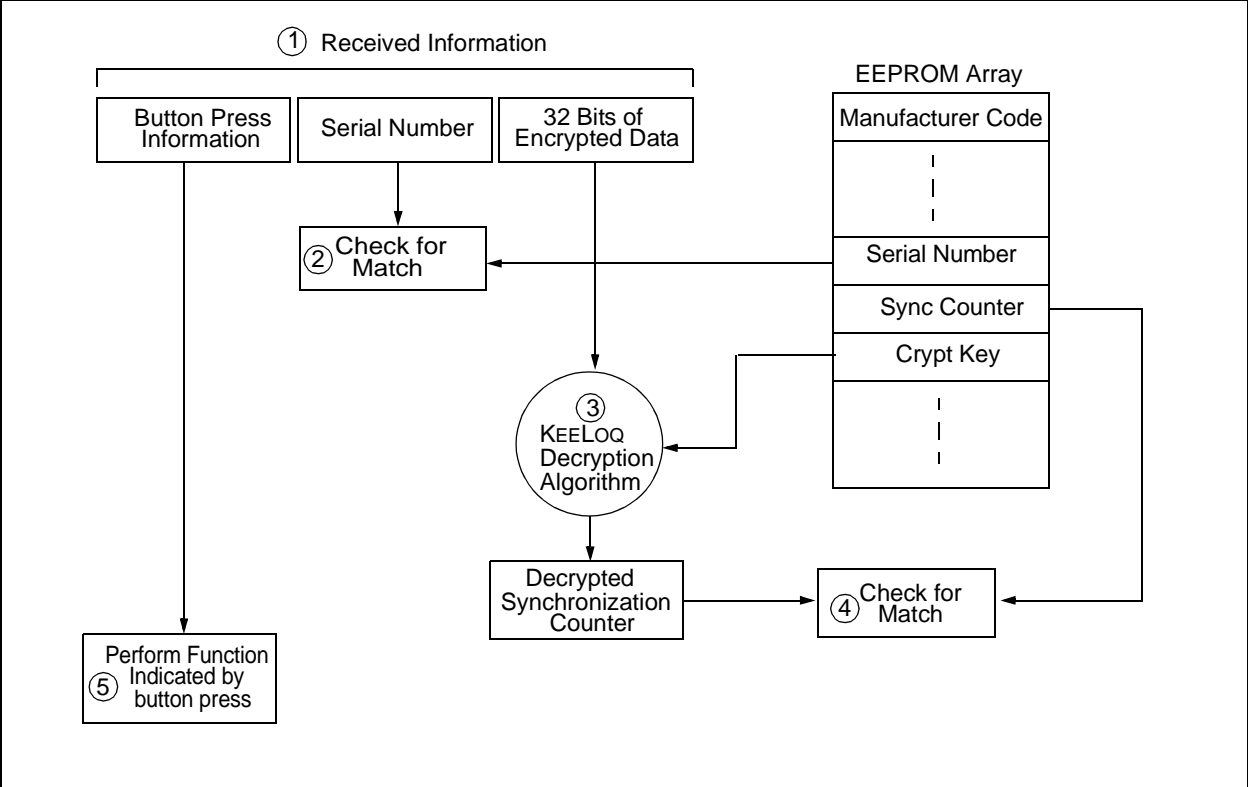 ① Received Information
Button Press
Information
Serial Number
32 Bits of
Encrypted Data
EEPROM Array
Manufacturer Code
Serial Number
Sync Counter
Crypt Key
② Check for
Match
③
KEELOQ
Decryption
Algorithm
Decrypted
Synchronization
Counter
④ Check for
Match
Perform Function
⑤ Indicated by
button press